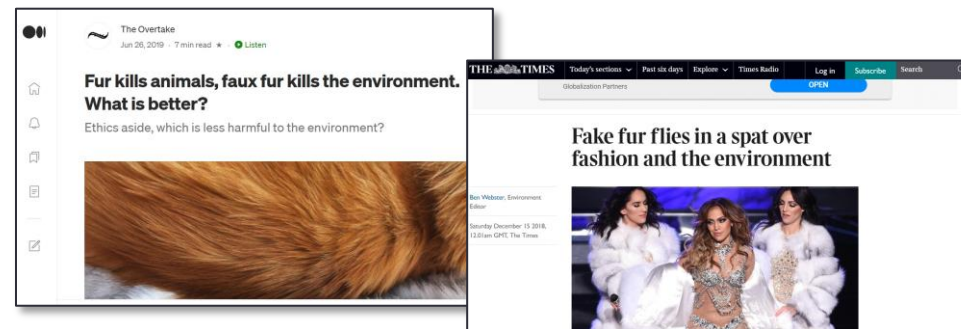 The Overtake
Jun 26, 2019 · 7 min read ★ · Listen
Fur kills animals, faux fur kills the environment.
What is better?
Ethics aside, which is less harmful to the environment?
THE TIMES Today's sections Past six days Explore Times Radio Log in Subscribe Search
Globalization Partners OPEN
Fake fur flies in a spat over
fashion and the environment
Ben Webster, Environment
Editor
Saturday December 15 2018,
12.01am GMT, The Times